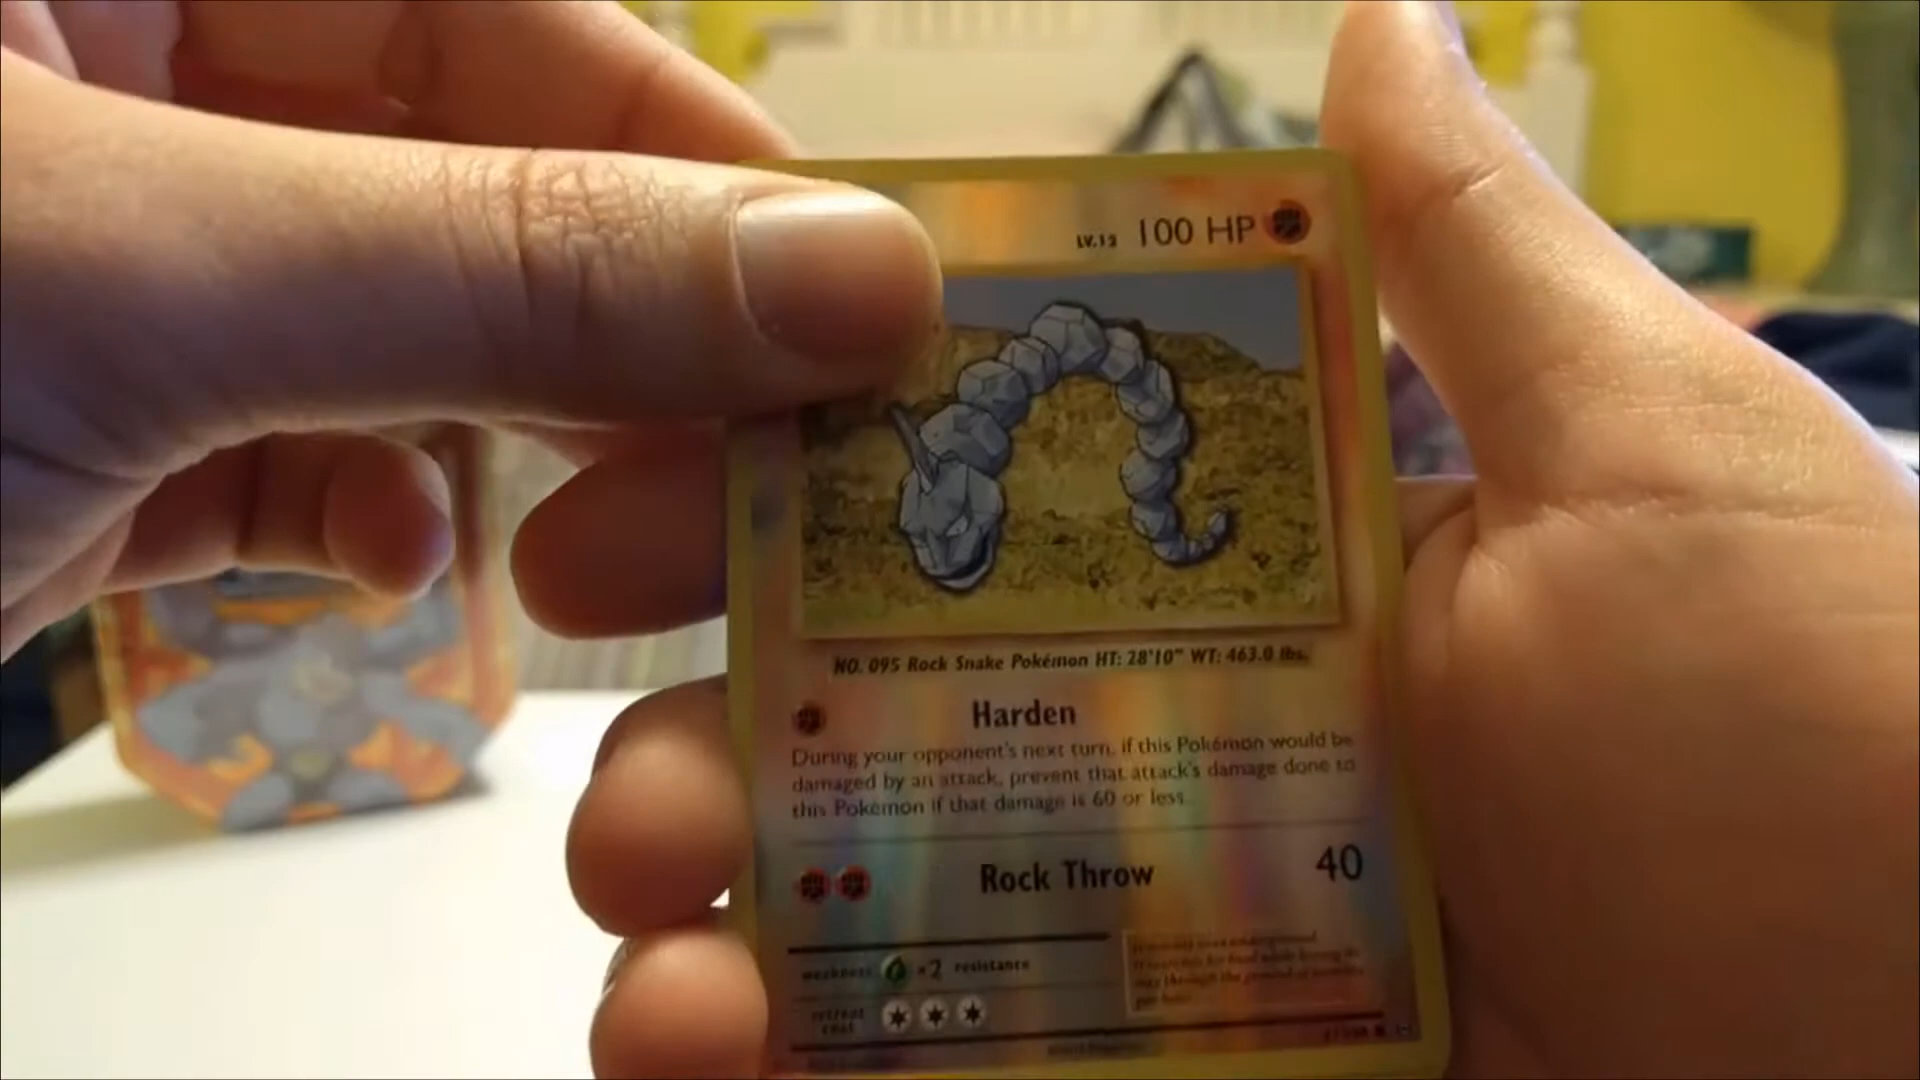 LV.12 100 HP
NO. 095 Rock Snake Pokémon HT: 28'10" WT: 463.0 lbs.
Harden
During your opponent's next turn, if this Pokémon would be
damaged by an attack, prevent that attack's damage done to
this Pokémon if that damage is 60 or less.
Rock Throw 40
weakness ×2 resistance
retreat
cost